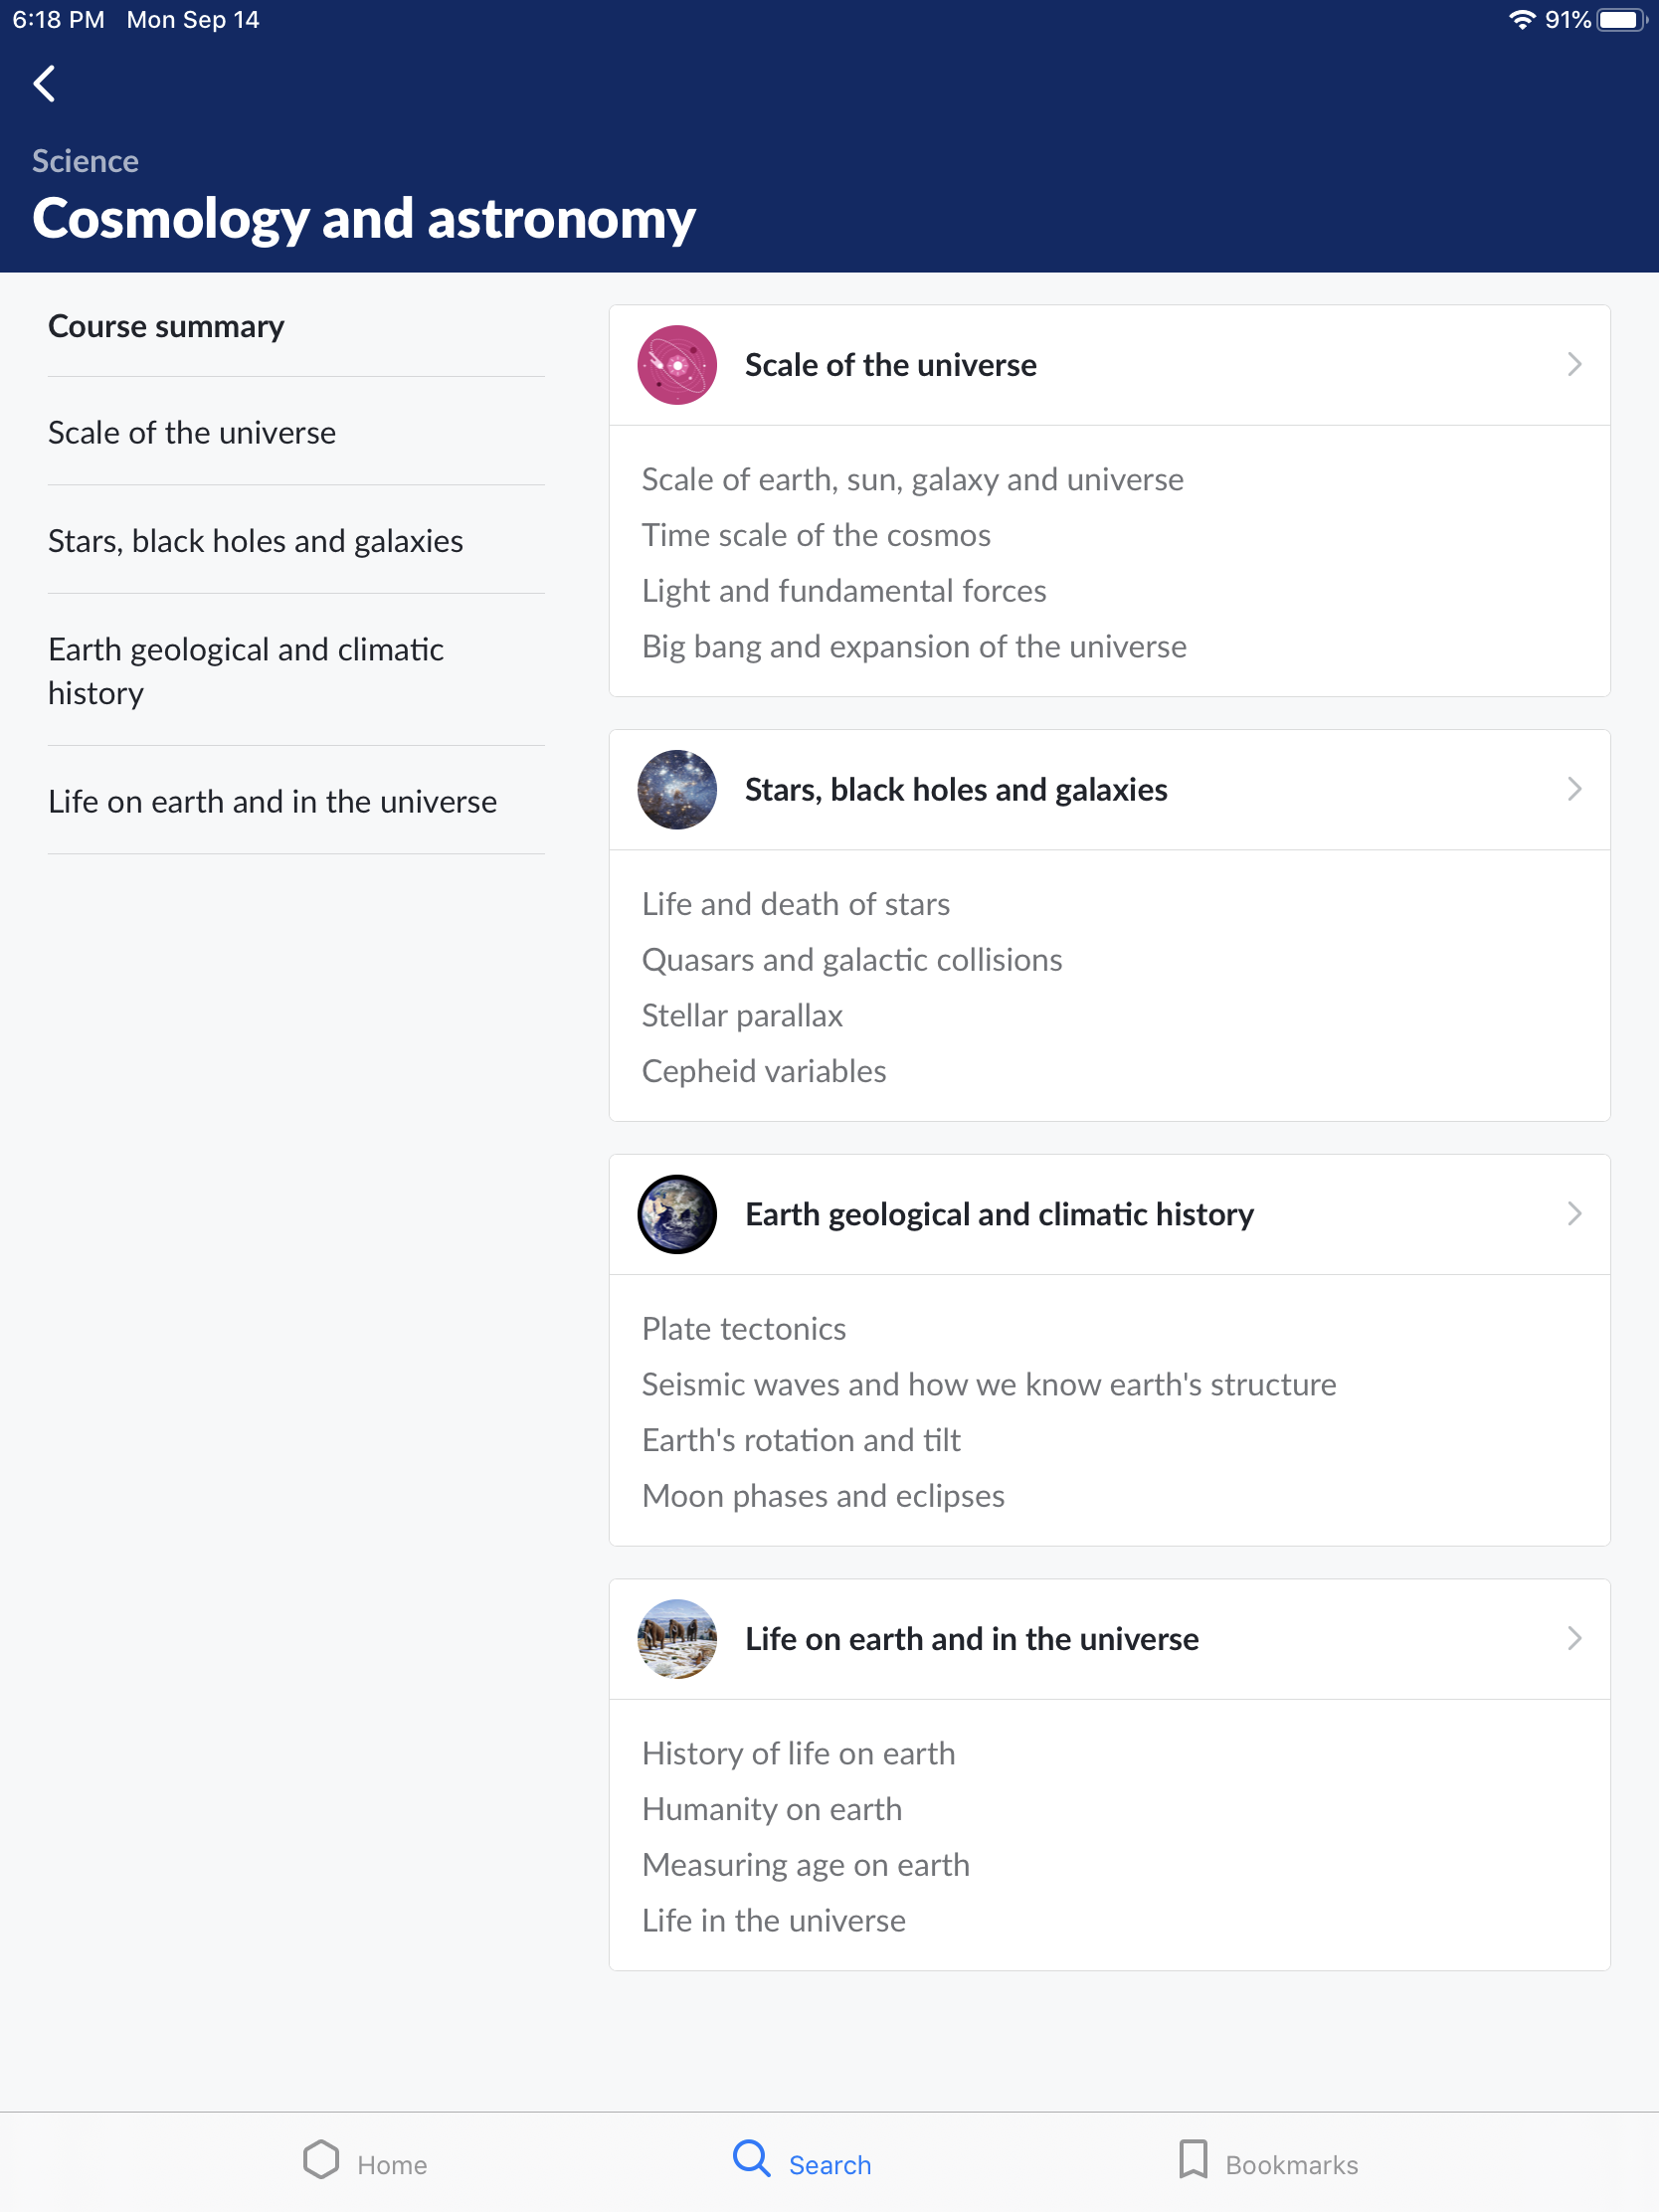 6:18 PM Mon Sep 14
91%
Science
Cosmology and astronomy
Course summary
Scale of the universe
Stars, black holes and galaxies
Earth geological and climatic
history
Life on earth and in the universe
Scale of the universe
Scale of earth, sun, galaxy and universe
Time scale of the cosmos
Light and fundamental forces
Big bang and expansion of the universe
Stars, black holes and galaxies
Life and death of stars
Quasars and galactic collisions
Stellar parallax
Cepheid variables
Earth geological and climatic history
Plate tectonics
Seismic waves and how we know earth's structure
Earth's rotation and tilt
Moon phases and eclipses
Life on earth and in the universe
History of life on earth
Humanity on earth
Measuring age on earth
Life in the universe
Home
Search
Bookmarks